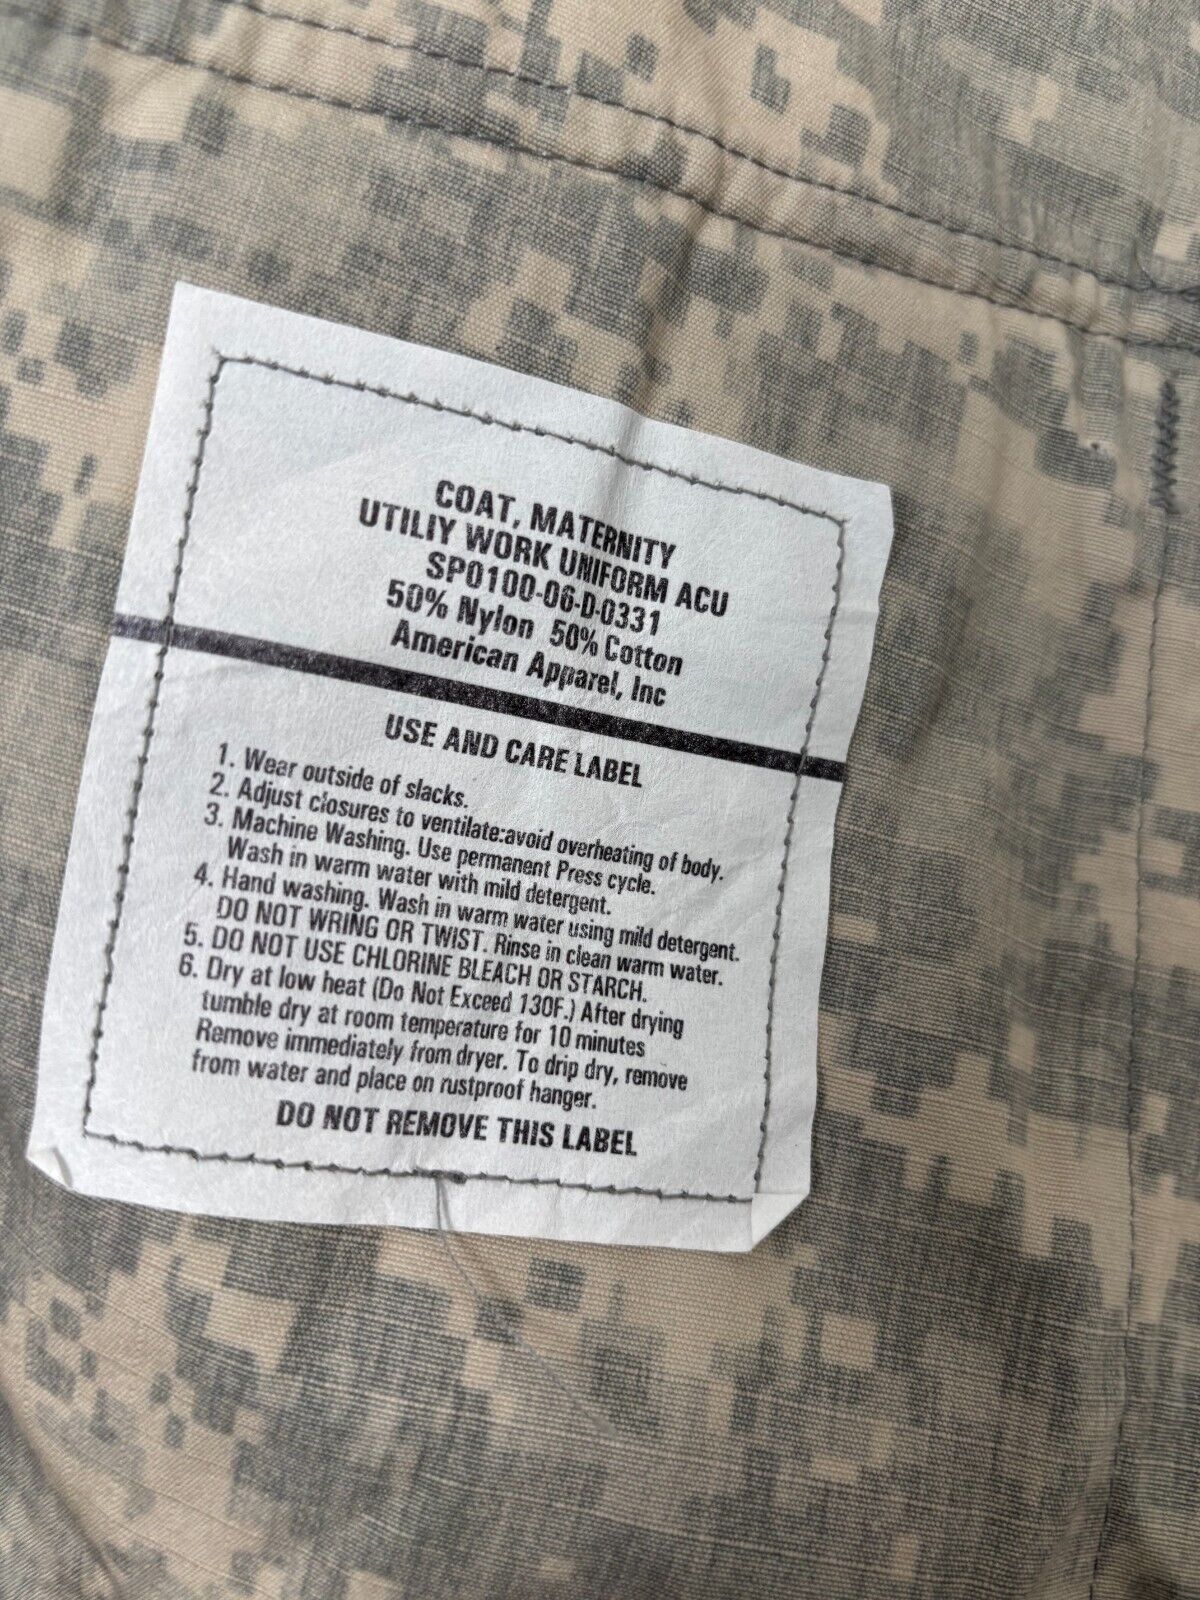 COAT, MATERNITY
UTILIY WORK UNIFORM ACU
SP0100-06-D-0331
50% Nylon 50% Cotton
American Apparel, Inc
USE AND CARE LABEL
1. Wear outside of slacks.
2. Adjust closures to ventilate:avoid overheating of body.
3. Machine Washing. Use permanent Press cycle.
Wash in warm water with mild detergent.
4. Hand washing. Wash in warm water using mild detergent.
DO NOT WRING OR TWIST. Rinse in clean warm water.
5. DO NOT USE CHLORINE BLEACH OR STARCH.
6. Dry at low heat (Do Not Exceed 130F.) After drying
tumble dry at room temperature for 10 minutes
Remove immediately from dryer. To drip dry, remove
from water and place on rustproof hanger.
DO NOT REMOVE THIS LABEL